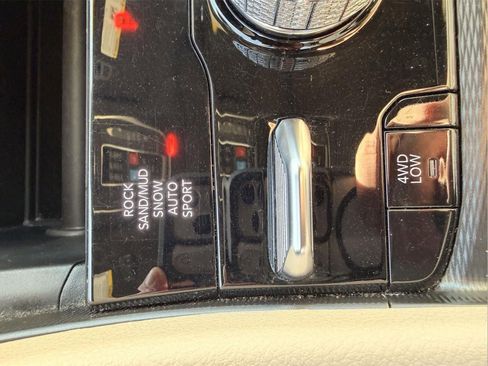 ROCK
SAND/MUD
SNOW
AUTO
SPORT
4WD
LOW